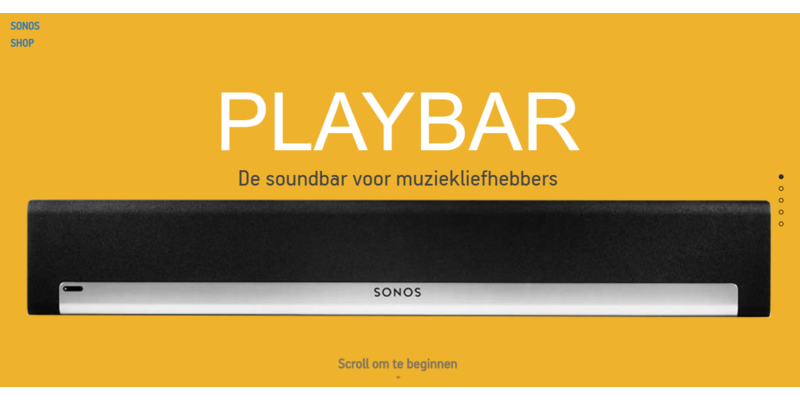 SONOS
SHOP
PLAYBAR
De soundbar voor muziekliefhebbers
SONOS
Scroll om te beginnen